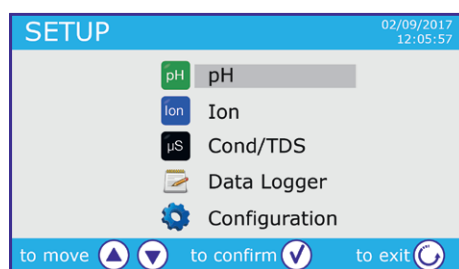 SETUP
02/09/2017
12:05:57
pH pH
Ion Ion
µS Cond/TDS
Data Logger
Configuration
to move to confirm to exit